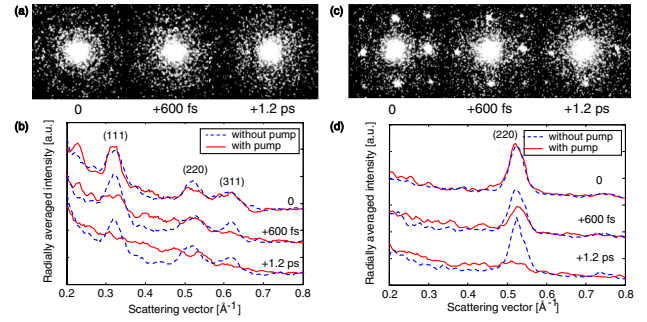 (a)
0 +600 fs +1.2 ps
(b)
Radially averaged intensity [a.u.]
(111)
(220)
(311)
without pump
with pump
0
+600 fs
+1.2 ps
0.2 0.3 0.4 0.5 0.6 0.7 0.8
Scattering vector [Å⁻¹]
(c)
0 +600 fs +1.2 ps
(d)
Radially averaged intensity [a.u.]
(220)
without pump
with pump
0
+600 fs
+1.2 ps
0.2 0.3 0.4 0.5 0.6 0.7 0.8
Scattering vector [Å⁻¹]